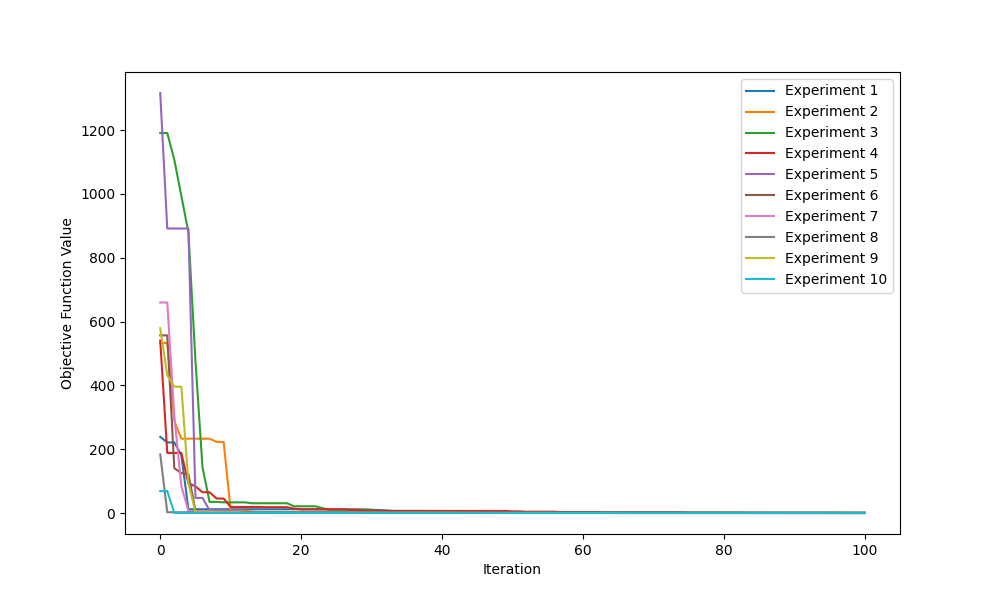 Objective Function Value
1200
1000
800
600
400
200
0
0 20 40 60 80 100
Iteration
Experiment 1
Experiment 2
Experiment 3
Experiment 4
Experiment 5
Experiment 6
Experiment 7
Experiment 8
Experiment 9
Experiment 10